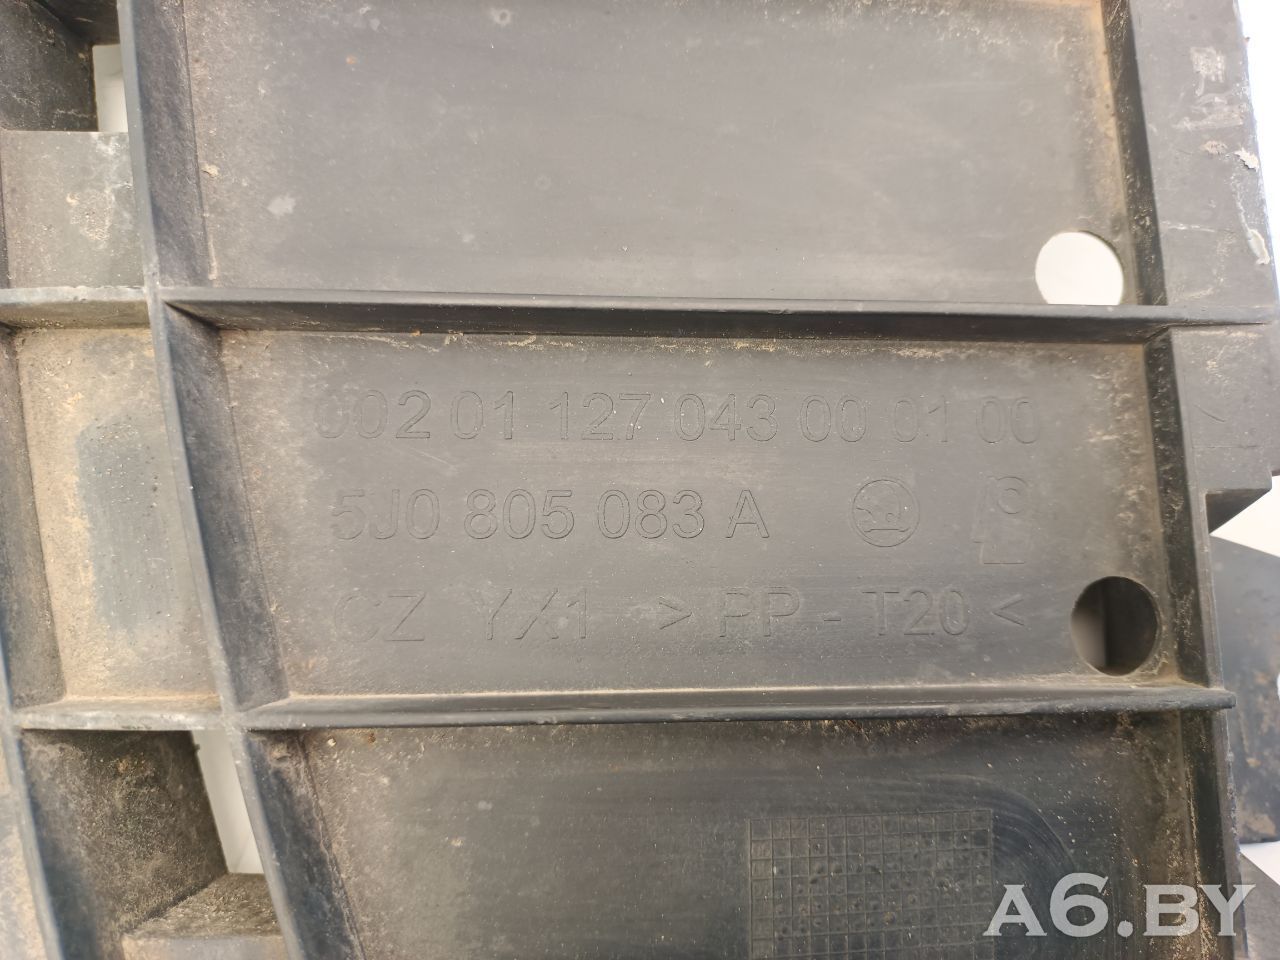 002 01 127 043 00 01 00
5J0 805 083 A
CZ YX1 > PP - T20 <
A6.BY